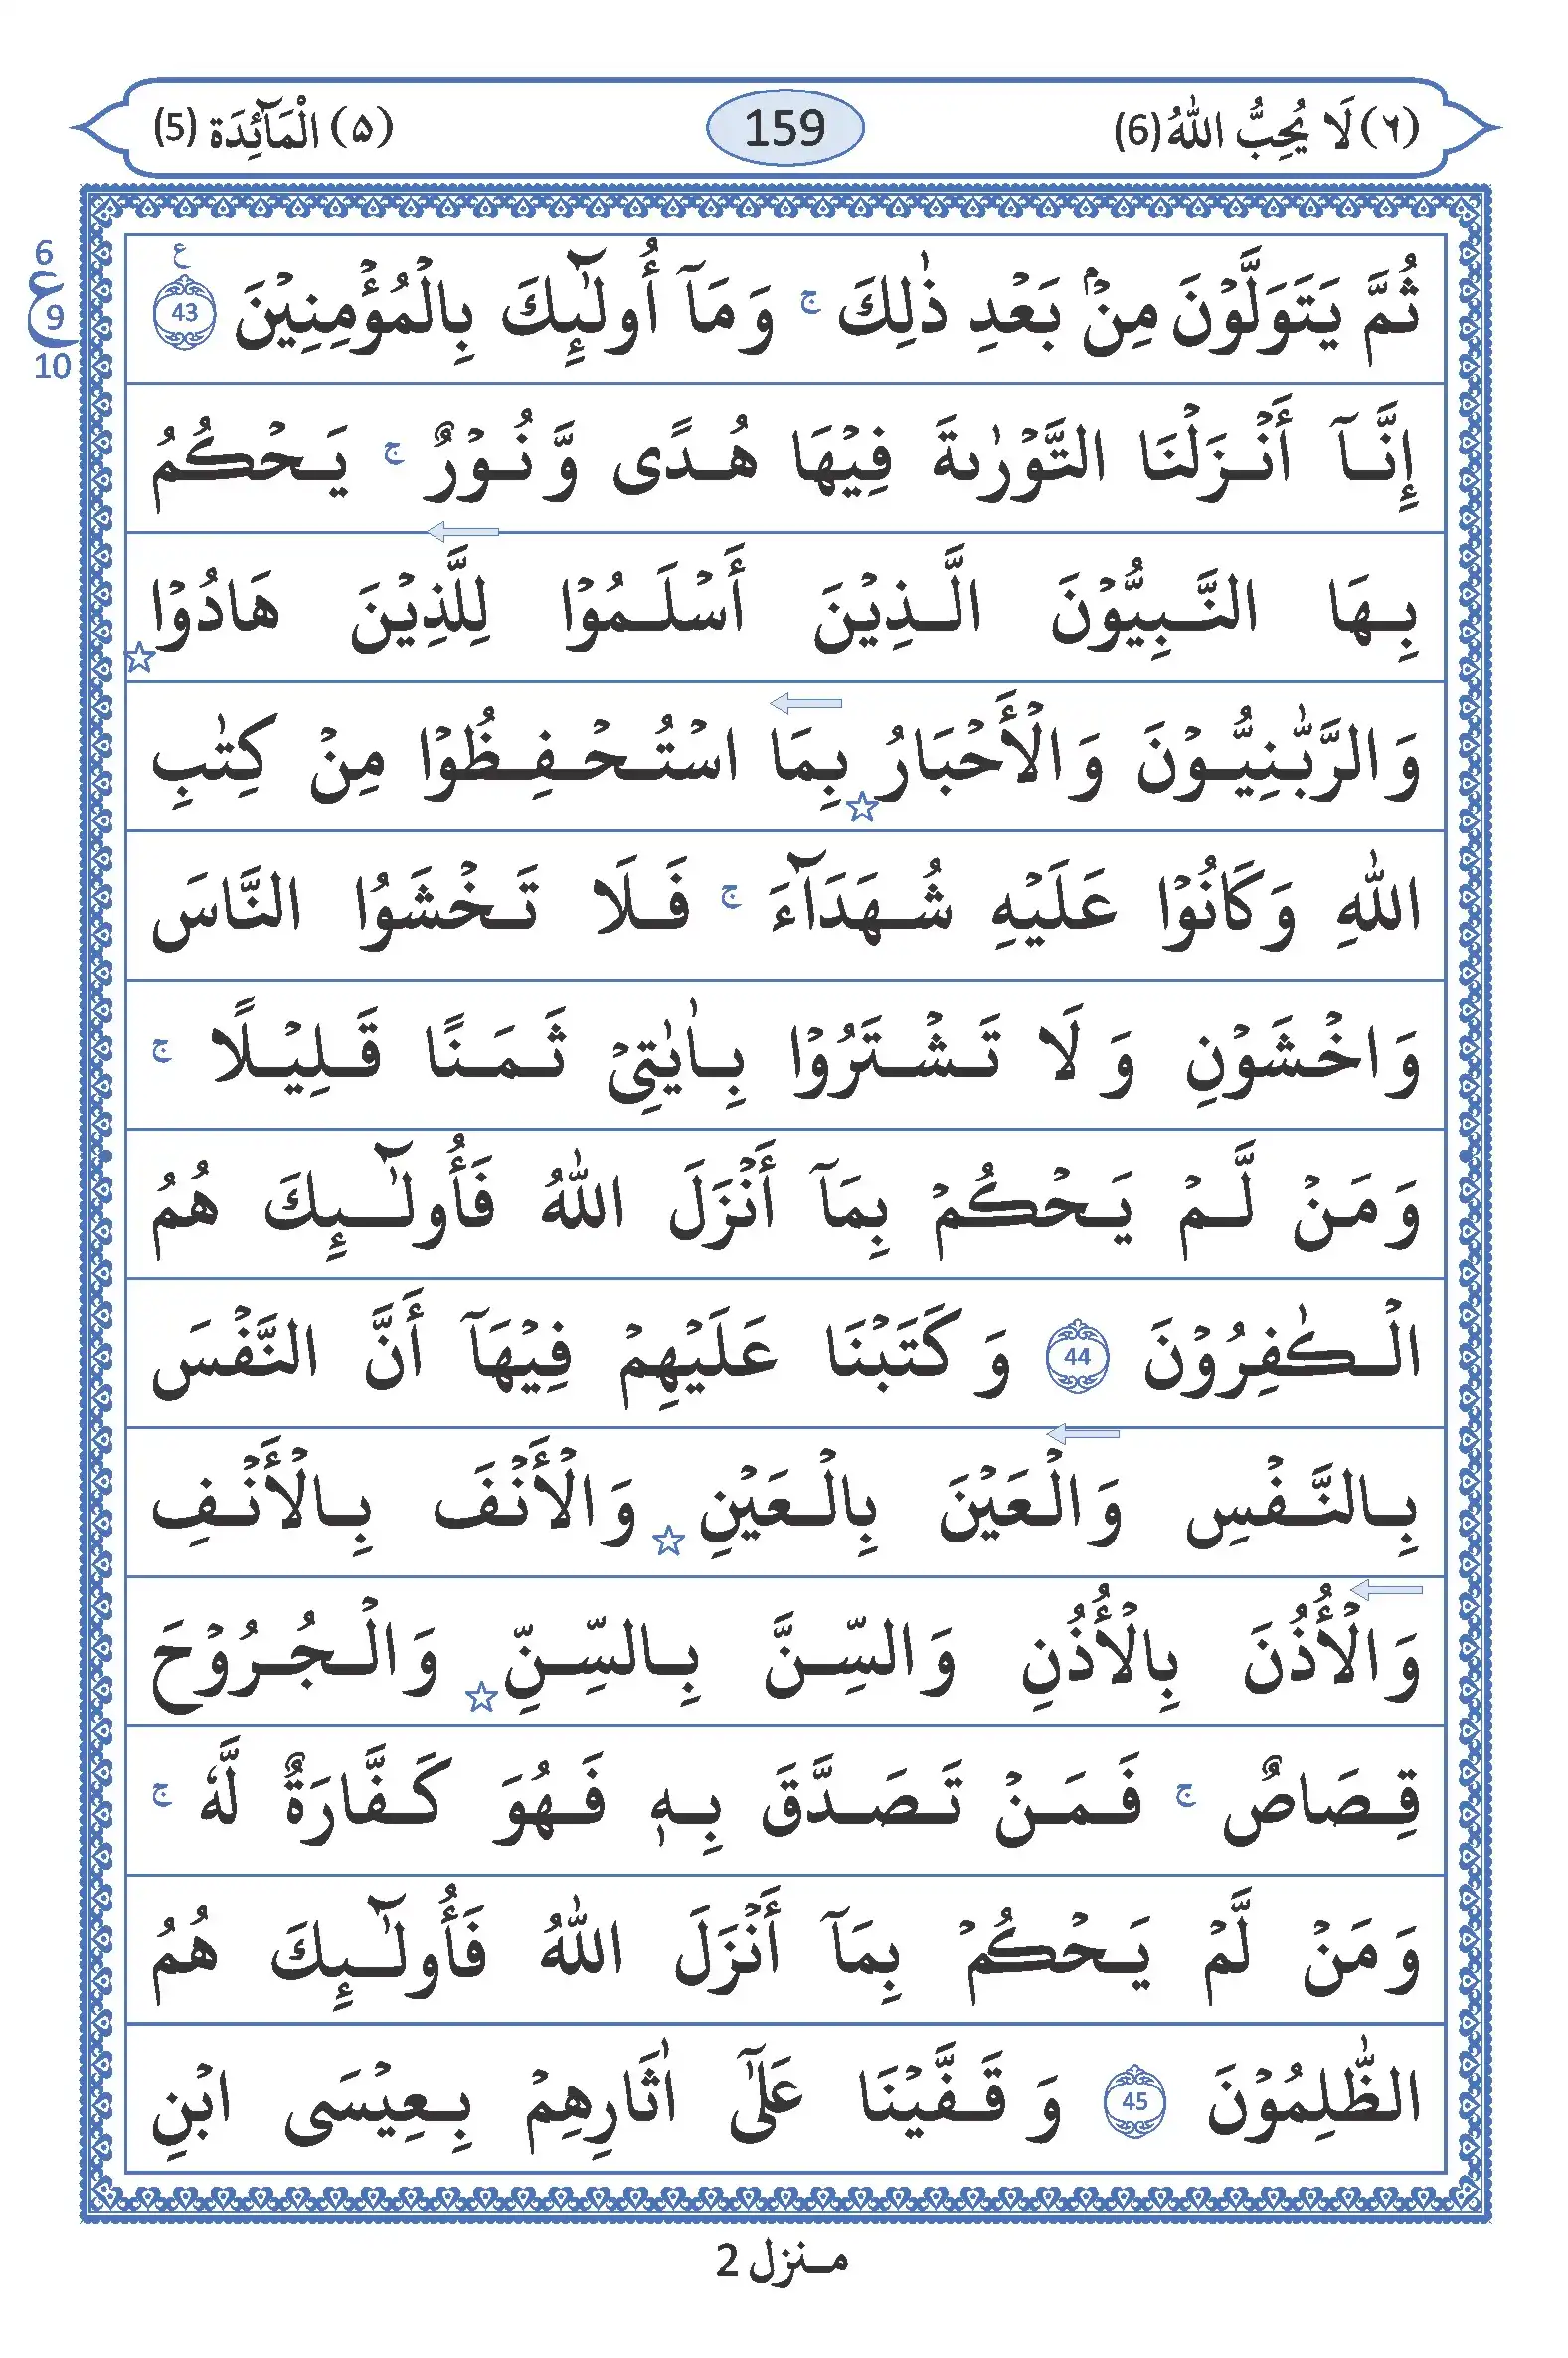 (۶) لَا يُحِبُّ اللّٰهُ (6)
159
(۵) الْمَآئِدَة (5)
6
ع
9
10
ثُمَّ يَتَوَلَّوْنَ مِنْۢ بَعْدِ ذٰلِكَ ۚ وَمَآ أُولٰٓئِكَ بِالْمُؤْمِنِيْنَ ع 43
إِنَّآ أَنْزَلْنَا التَّوْرٰىةَ فِيْهَا هُدًى وَّنُوْرٌ ۚ يَحْكُمُ
بِهَا النَّبِيُّوْنَ الَّذِيْنَ أَسْلَمُوْا لِلَّذِيْنَ هَادُوْا ☆
وَالرَّبّٰنِيُّوْنَ وَالْأَحْبَارُ ☆ بِمَا اسْتُحْفِظُوْا مِنْ كِتٰبِ
اللّٰهِ وَكَانُوْا عَلَيْهِ شُهَدَآءَ ۚ فَلَا تَخْشَوُا النَّاسَ
وَاخْشَوْنِ وَلَا تَشْتَرُوْا بِاٰيٰتِيْ ثَمَنًا قَلِيْلًا ۚ
وَمَنْ لَّمْ يَحْكُمْ بِمَآ أَنْزَلَ اللّٰهُ فَأُولٰٓئِكَ هُمُ
الْكٰفِرُوْنَ 44 وَكَتَبْنَا عَلَيْهِمْ فِيْهَآ أَنَّ النَّفْسَ
بِالنَّفْسِ وَالْعَيْنَ بِالْعَيْنِ ☆ وَالْأَنْفَ بِالْأَنْفِ
وَالْأُذُنَ بِالْأُذُنِ وَالسِّنَّ بِالسِّنِّ ☆ وَالْجُرُوْحَ
قِصَاصٌ ۚ فَمَنْ تَصَدَّقَ بِهٖ فَهُوَ كَفَّارَةٌ لَّهٗ ۚ
وَمَنْ لَّمْ يَحْكُمْ بِمَآ أَنْزَلَ اللّٰهُ فَأُولٰٓئِكَ هُمُ
الظّٰلِمُوْنَ 45 وَقَفَّيْنَا عَلٰٓى اٰثَارِهِمْ بِعِيْسَى ابْنِ
منزل 2